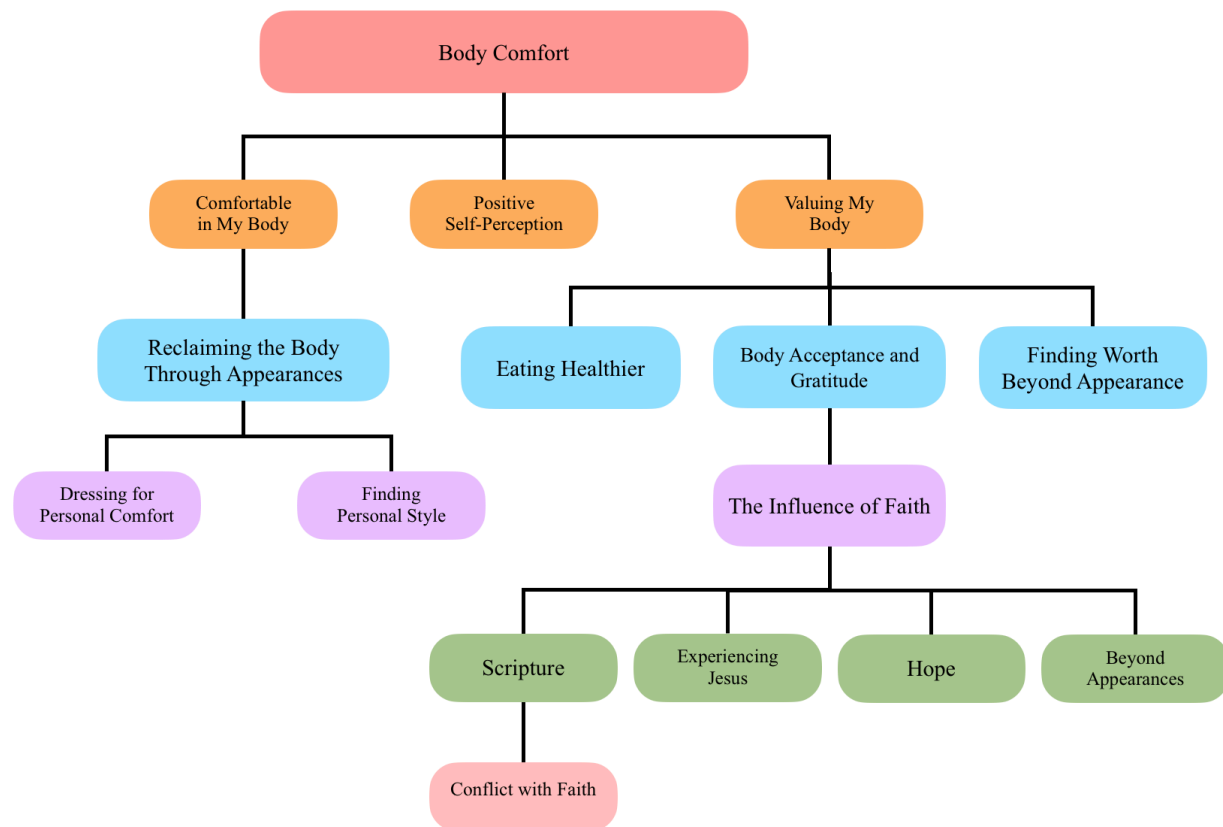 Body Comfort
Comfortable
in My Body
Positive
Self-Perception
Valuing My
Body
Reclaiming the Body
Through Appearances
Eating Healthier
Body Acceptance and
Gratitude
Finding Worth
Beyond Appearance
Dressing for
Personal Comfort
Finding
Personal Style
The Influence of Faith
Scripture
Experiencing
Jesus
Hope
Beyond
Appearances
Conflict with Faith